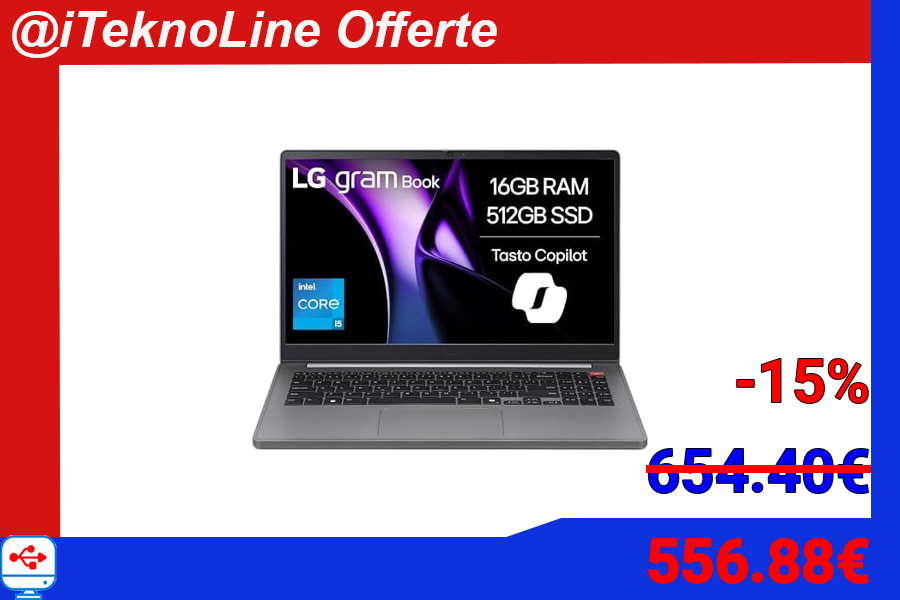 @iTeknoLine Offerte
LG gram Book
16GB RAM
512GB SSD
Tasto Copilot
intel
CORE
i5
-15%
654.40€
556.88€